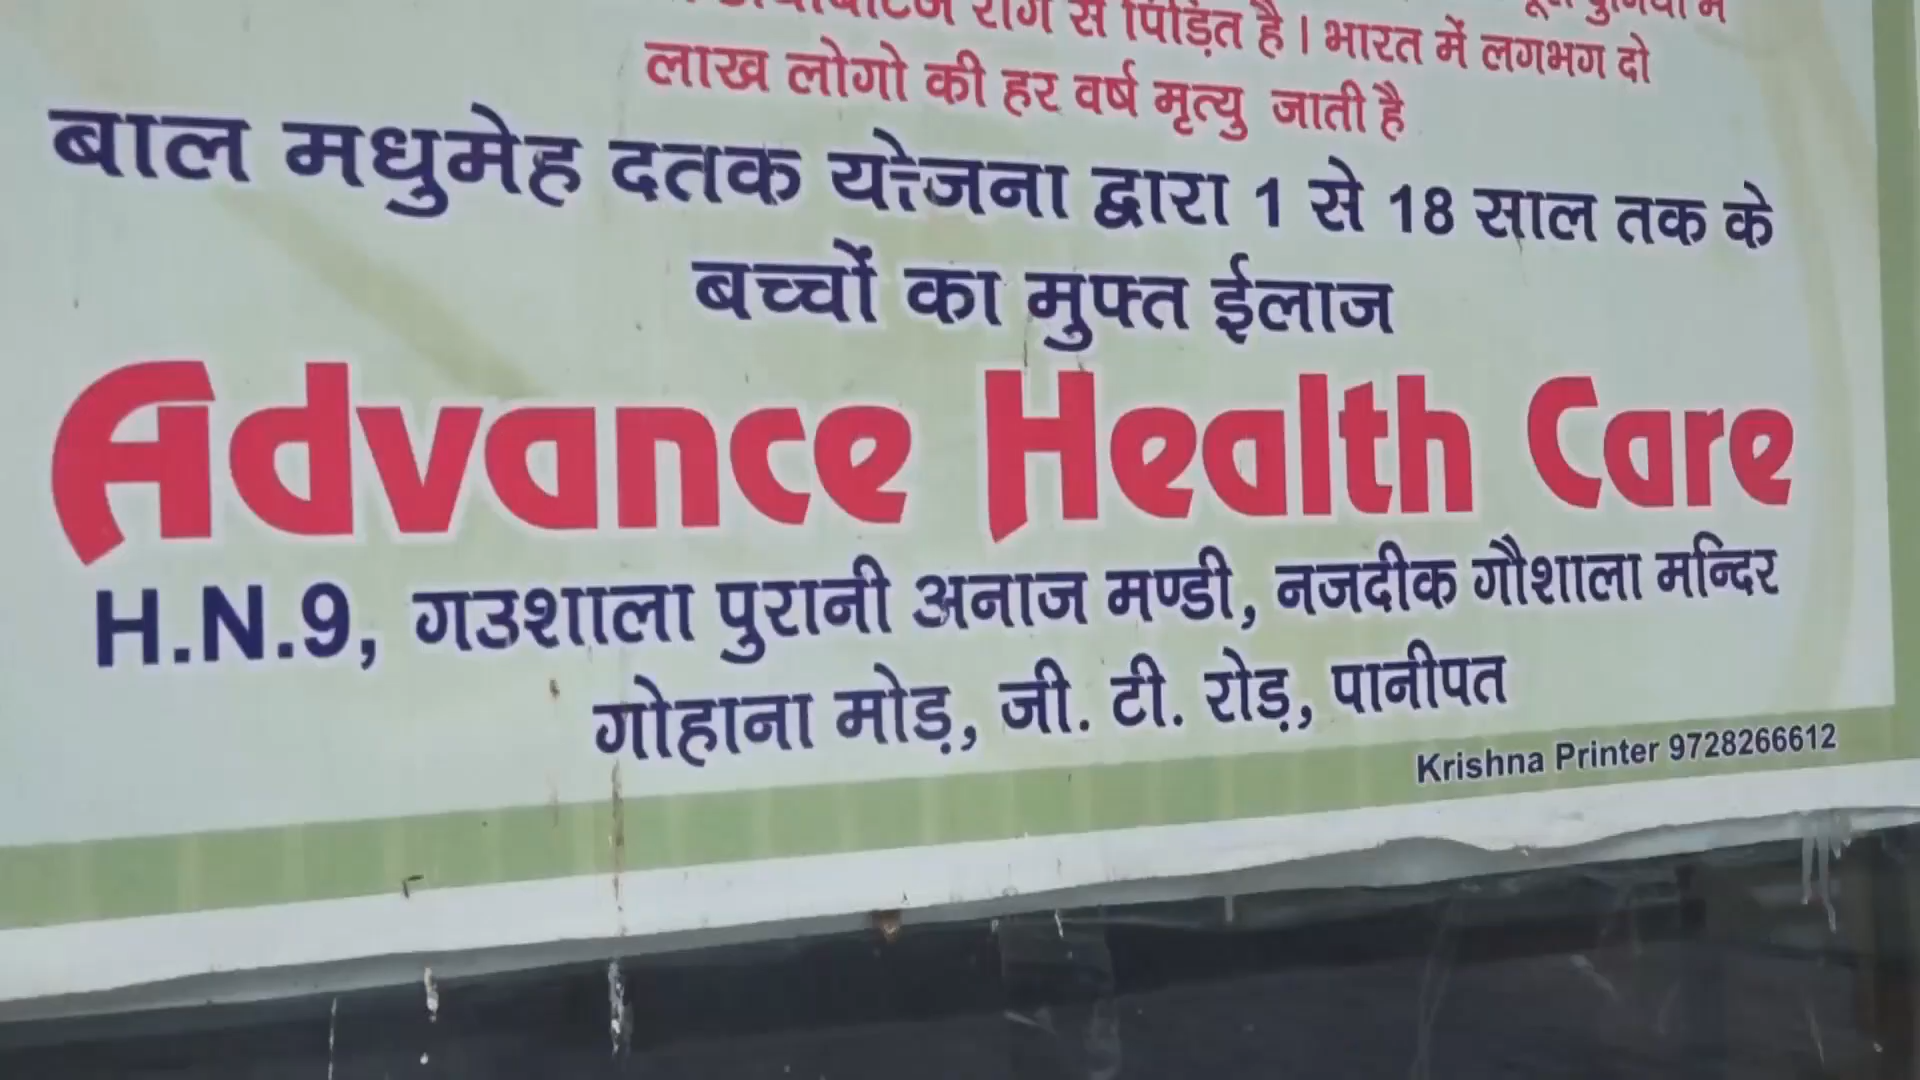 रोग से पिड़ित है। भारत में लगभग दो
लाख लोगो की हर वर्ष मृत्यु जाती है
बाल मधुमेह दतक योजना द्वारा 1 से 18 साल तक के
बच्चों का मुफ्त ईलाज
Advance Health Care
H.N.9, गउशाला पुरानी अनाज मण्डी, नजदीक गौशाला मन्दिर
गोहाना मोड़, जी. टी. रोड़, पानीपत
Krishna Printer 9728266612